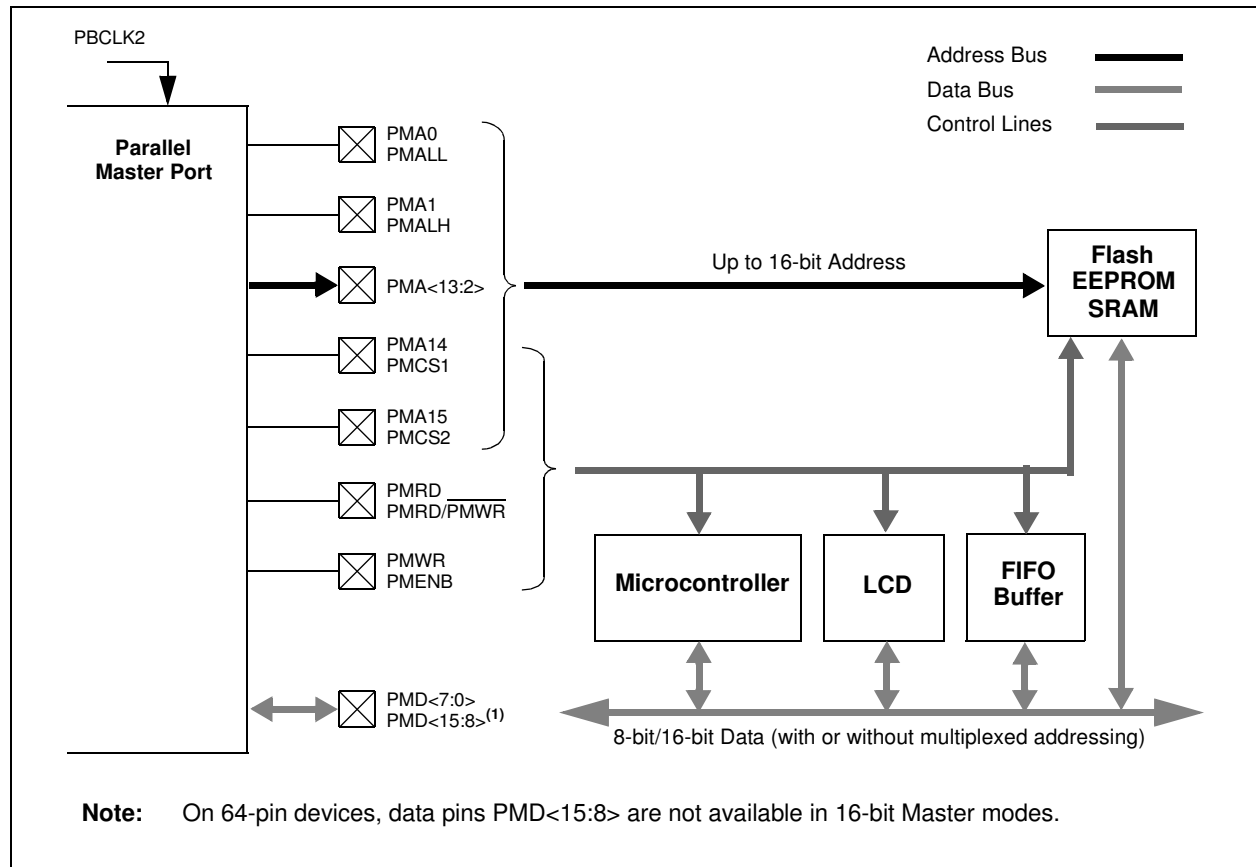 PBCLK2
Address Bus
Data Bus
Control Lines
Parallel
Master Port
PMA0
PMALL
PMA1
PMALH
PMA<13:2>
PMA14
PMCS1
PMA15
PMCS2
PMRD
PMRD/PMWR
PMWR
PMENB
PMD<7:0>
PMD<15:8>(1)
Up to 16-bit Address
Flash
EEPROM
SRAM
Microcontroller
LCD
FIFO
Buffer
8-bit/16-bit Data (with or without multiplexed addressing)
Note: On 64-pin devices, data pins PMD<15:8> are not available in 16-bit Master modes.